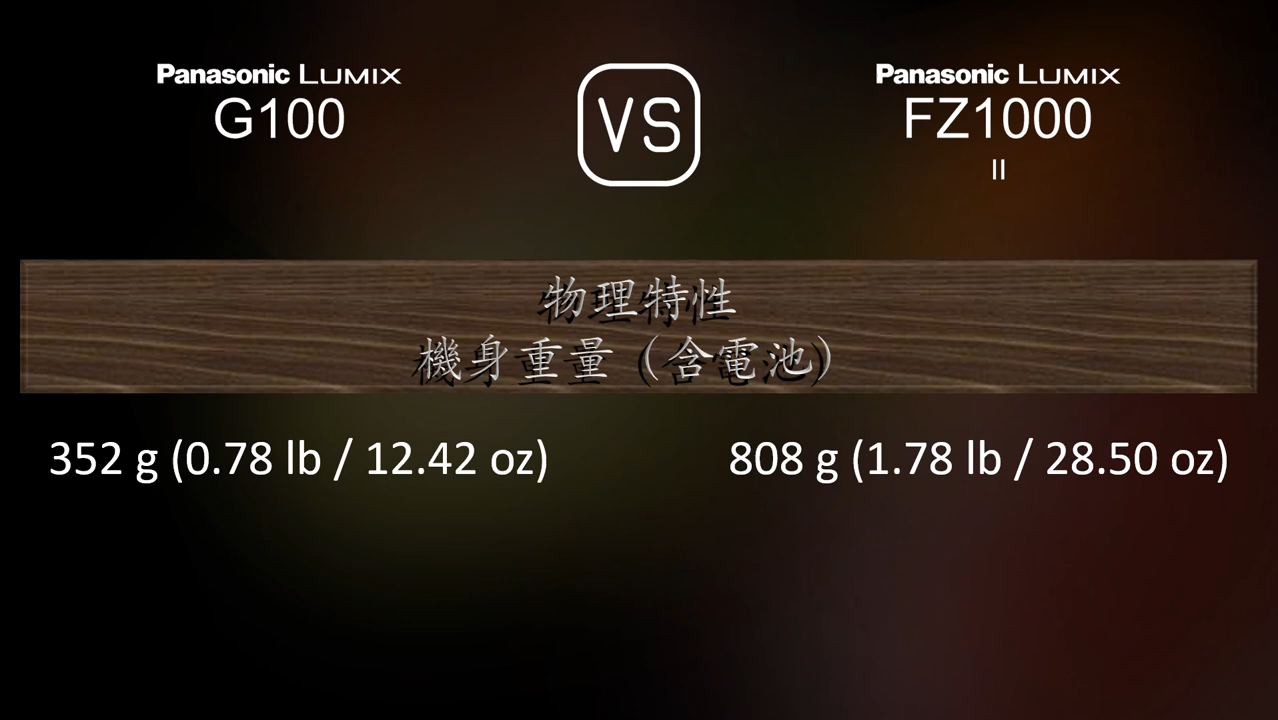 Panasonic LUMIX
G100
VS
Panasonic LUMIX
FZ1000
II
物理特性
機身重量（含電池）
352 g (0.78 lb / 12.42 oz)
808 g (1.78 lb / 28.50 oz)